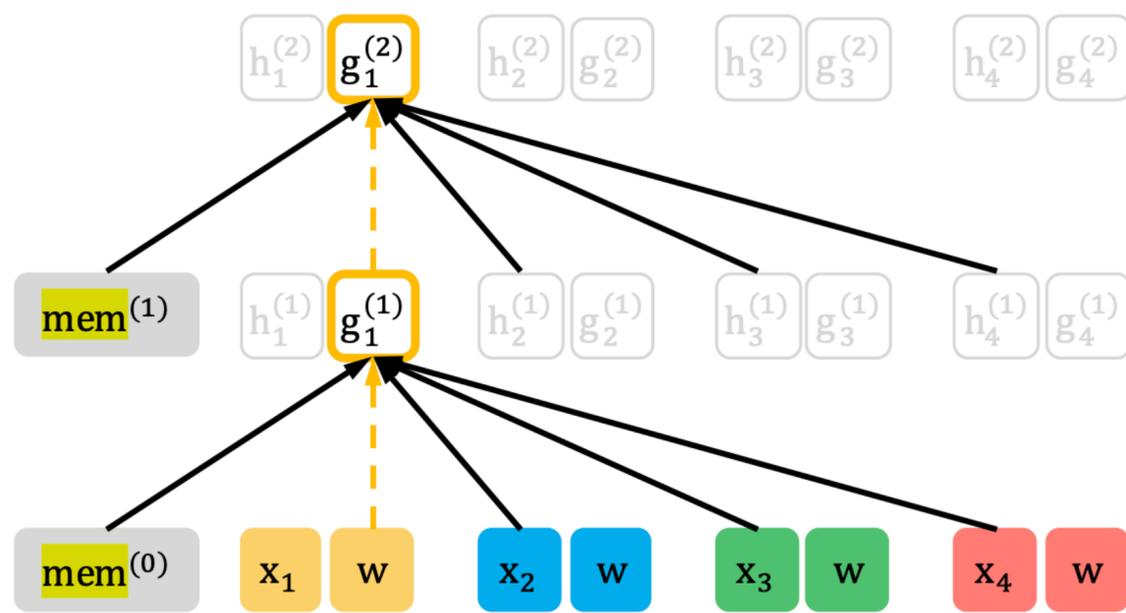 h₁⁽²⁾ g₁⁽²⁾ h₂⁽²⁾ g₂⁽²⁾ h₃⁽²⁾ g₃⁽²⁾ h₄⁽²⁾ g₄⁽²⁾
mem⁽¹⁾ h₁⁽¹⁾ g₁⁽¹⁾ h₂⁽¹⁾ g₂⁽¹⁾ h₃⁽¹⁾ g₃⁽¹⁾ h₄⁽¹⁾ g₄⁽¹⁾
mem⁽⁰⁾ x₁ w x₂ w x₃ w x₄ w